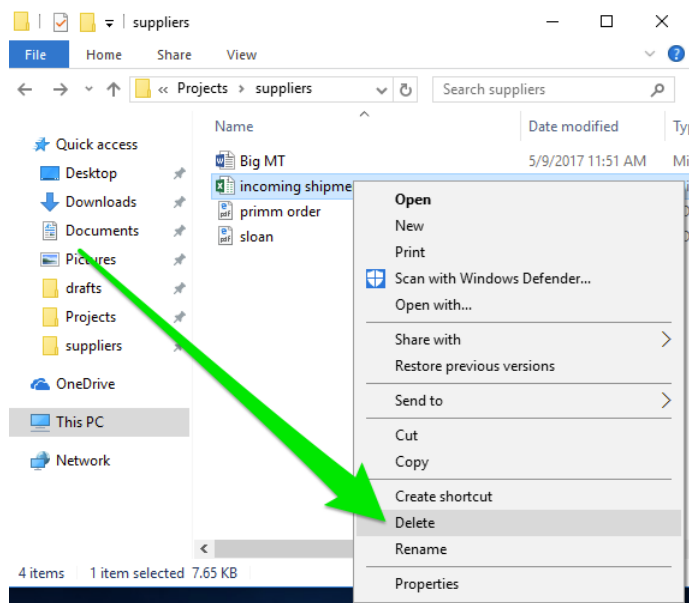 suppliers
File Home Share View
« Projects > suppliers
Search suppliers
Name Date modified
Quick access
Desktop
Downloads
Documents
Pictures
drafts
Projects
suppliers
OneDrive
This PC
Network
Big MT 5/9/2017 11:51 AM
incoming
primm order
sloan
Open
New
Print
Scan with Windows Defender...
Open with...
Share with
Restore previous versions
Send to
Cut
Copy
Create shortcut
Delete
Rename
Properties
4 items 1 item selected 7.65 KB